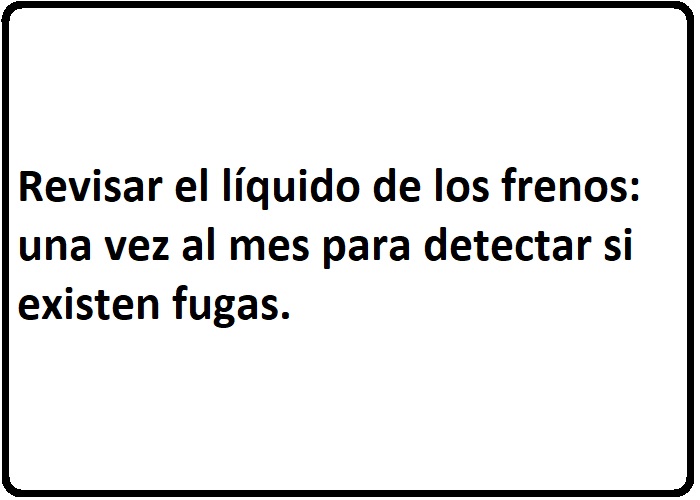 Revisar el líquido de los frenos:
una vez al mes para detectar si
existen fugas.